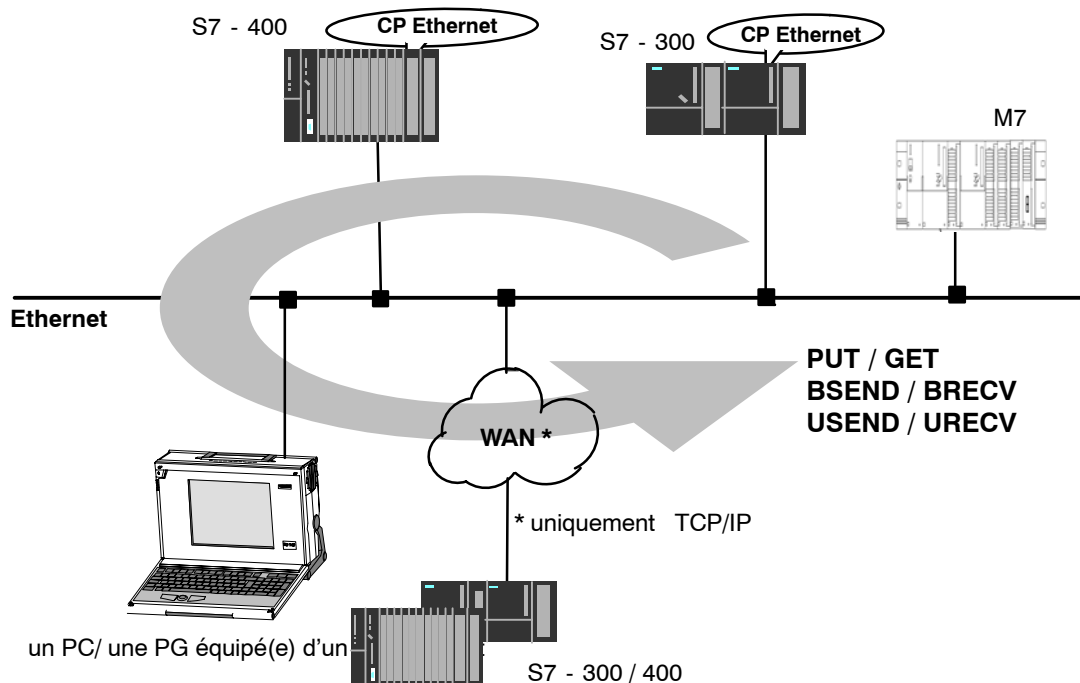 S7 - 400
CP Ethernet
S7 - 300
CP Ethernet
M7
Ethernet
PUT / GET
BSEND / BRECV
USEND / URECV
WAN *
* uniquement TCP/IP
un PC/ une PG équipé(e) d'un
S7 - 300 / 400